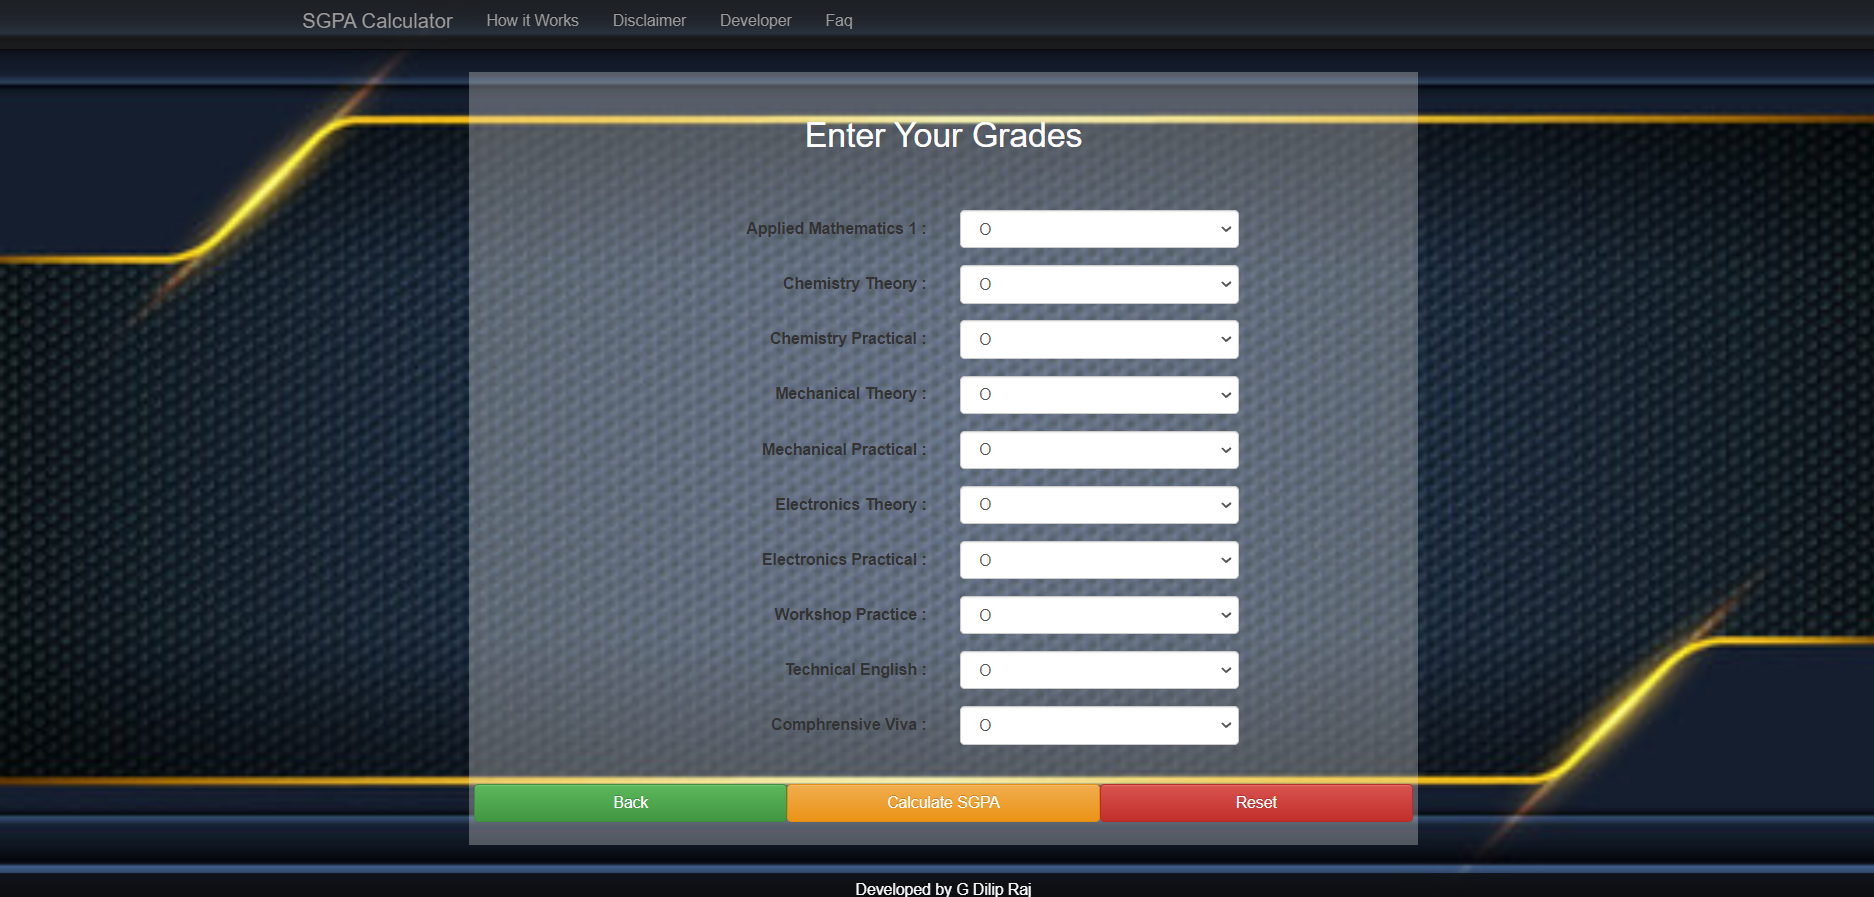 SGPA Calculator How it Works Disclaimer Developer Faq
Enter Your Grades
Applied Mathematics 1 : O
Chemistry Theory : O
Chemistry Practical : O
Mechanical Theory : O
Mechanical Practical : O
Electronics Theory : O
Electronics Practical : O
Workshop Practice : O
Technical English : O
Comphrensive Viva : O
Back Calculate SGPA Reset
Developed by G Dilip Raj